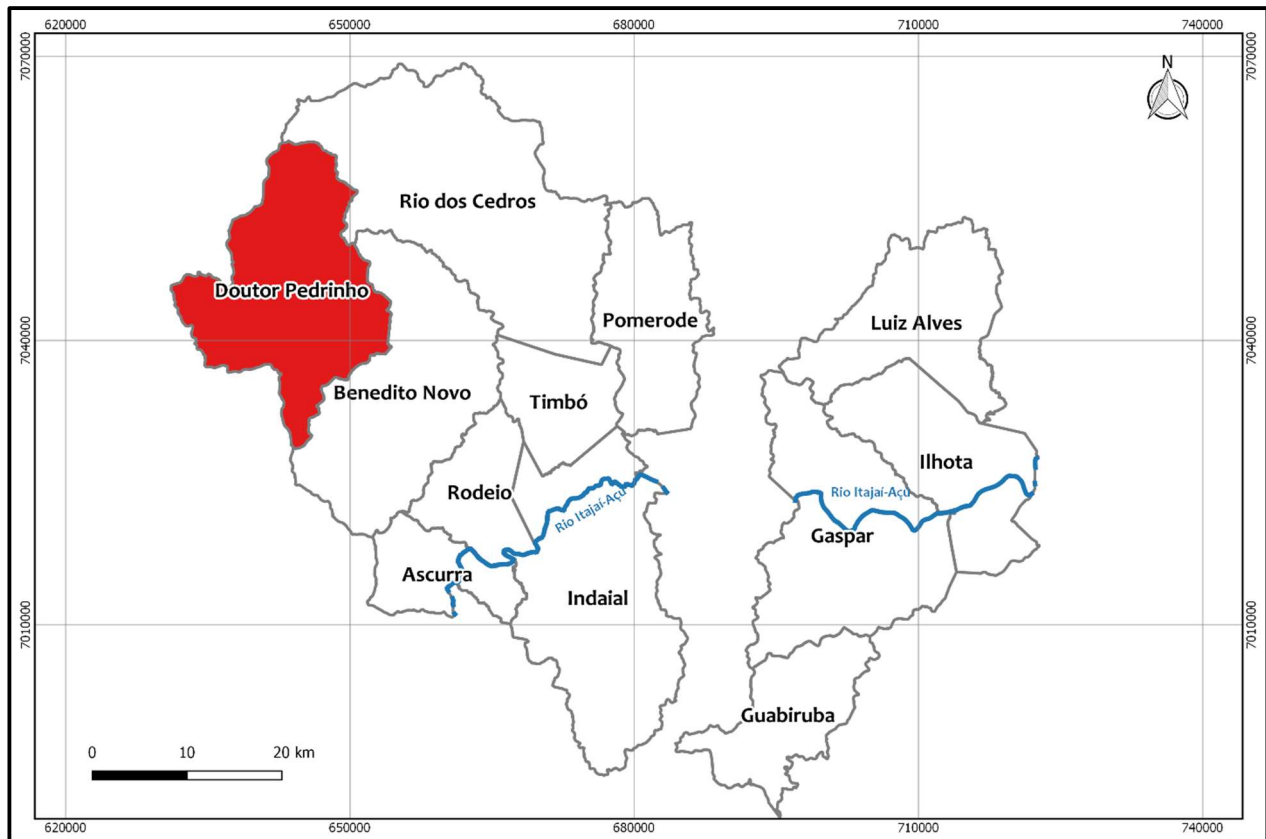 620000
650000
680000
710000
740000
7070000
7070000
N
Rio dos Cedros
Doutor Pedrinho
Pomerode
Luiz Alves
7040000
7040000
Benedito Novo
Timbó
Ilhota
Rodeio
Rio Itajaí-Açu
Rio Itajaí-Açu
Gaspar
Ascurra
Indaial
7010000
7010000
Guabiruba
0 10 20 km
620000
650000
680000
710000
740000